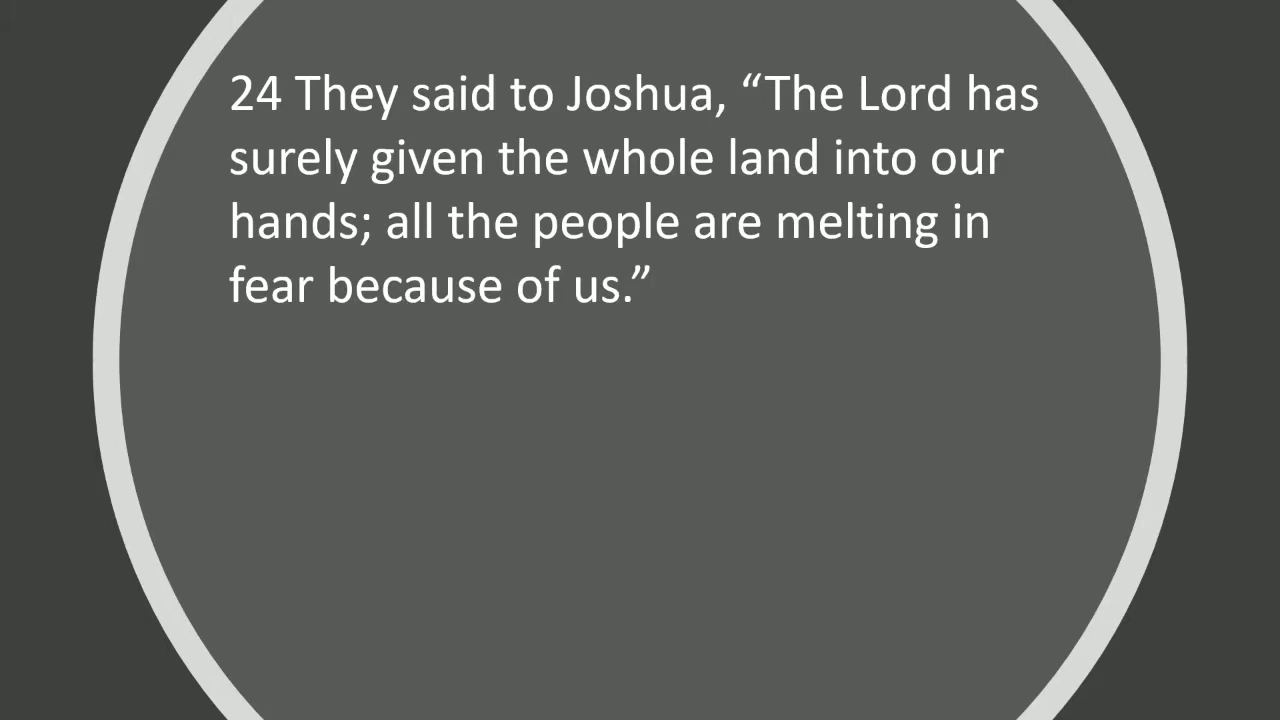 24 They said to Joshua, “The Lord has
surely given the whole land into our
hands; all the people are melting in
fear because of us.”